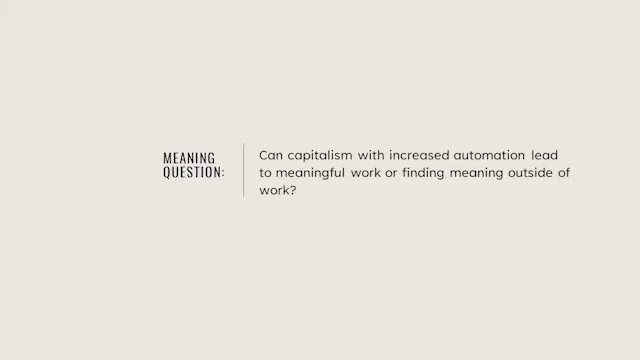 MEANING
QUESTION:
Can capitalism with increased automation lead
to meaningful work or finding meaning outside of
work?